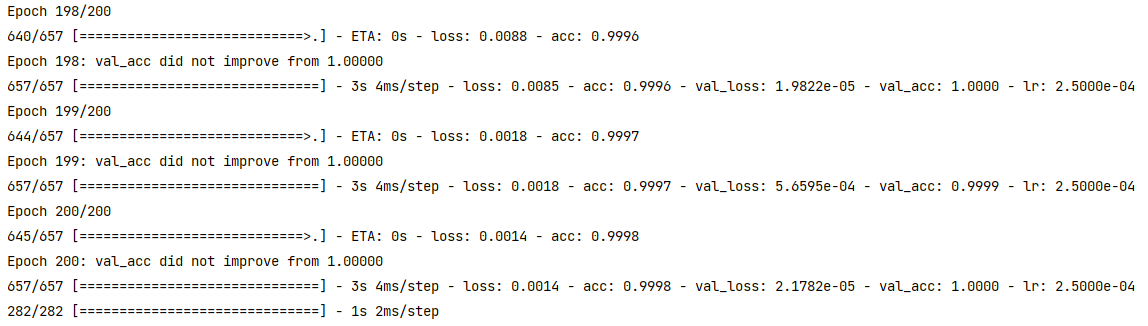 Epoch 198/200
640/657 [============================>.] - ETA: 0s - loss: 0.0088 - acc: 0.9996
Epoch 198: val_acc did not improve from 1.00000
657/657 [==============================] - 3s 4ms/step - loss: 0.0085 - acc: 0.9996 - val_loss: 1.9822e-05 - val_acc: 1.0000 - lr: 2.5000e-04
Epoch 199/200
644/657 [============================>.] - ETA: 0s - loss: 0.0018 - acc: 0.9997
Epoch 199: val_acc did not improve from 1.00000
657/657 [==============================] - 3s 4ms/step - loss: 0.0018 - acc: 0.9997 - val_loss: 5.6595e-04 - val_acc: 0.9999 - lr: 2.5000e-04
Epoch 200/200
645/657 [============================>.] - ETA: 0s - loss: 0.0014 - acc: 0.9998
Epoch 200: val_acc did not improve from 1.00000
657/657 [==============================] - 3s 4ms/step - loss: 0.0014 - acc: 0.9998 - val_loss: 2.1782e-05 - val_acc: 1.0000 - lr: 2.5000e-04
282/282 [==============================] - 1s 2ms/step